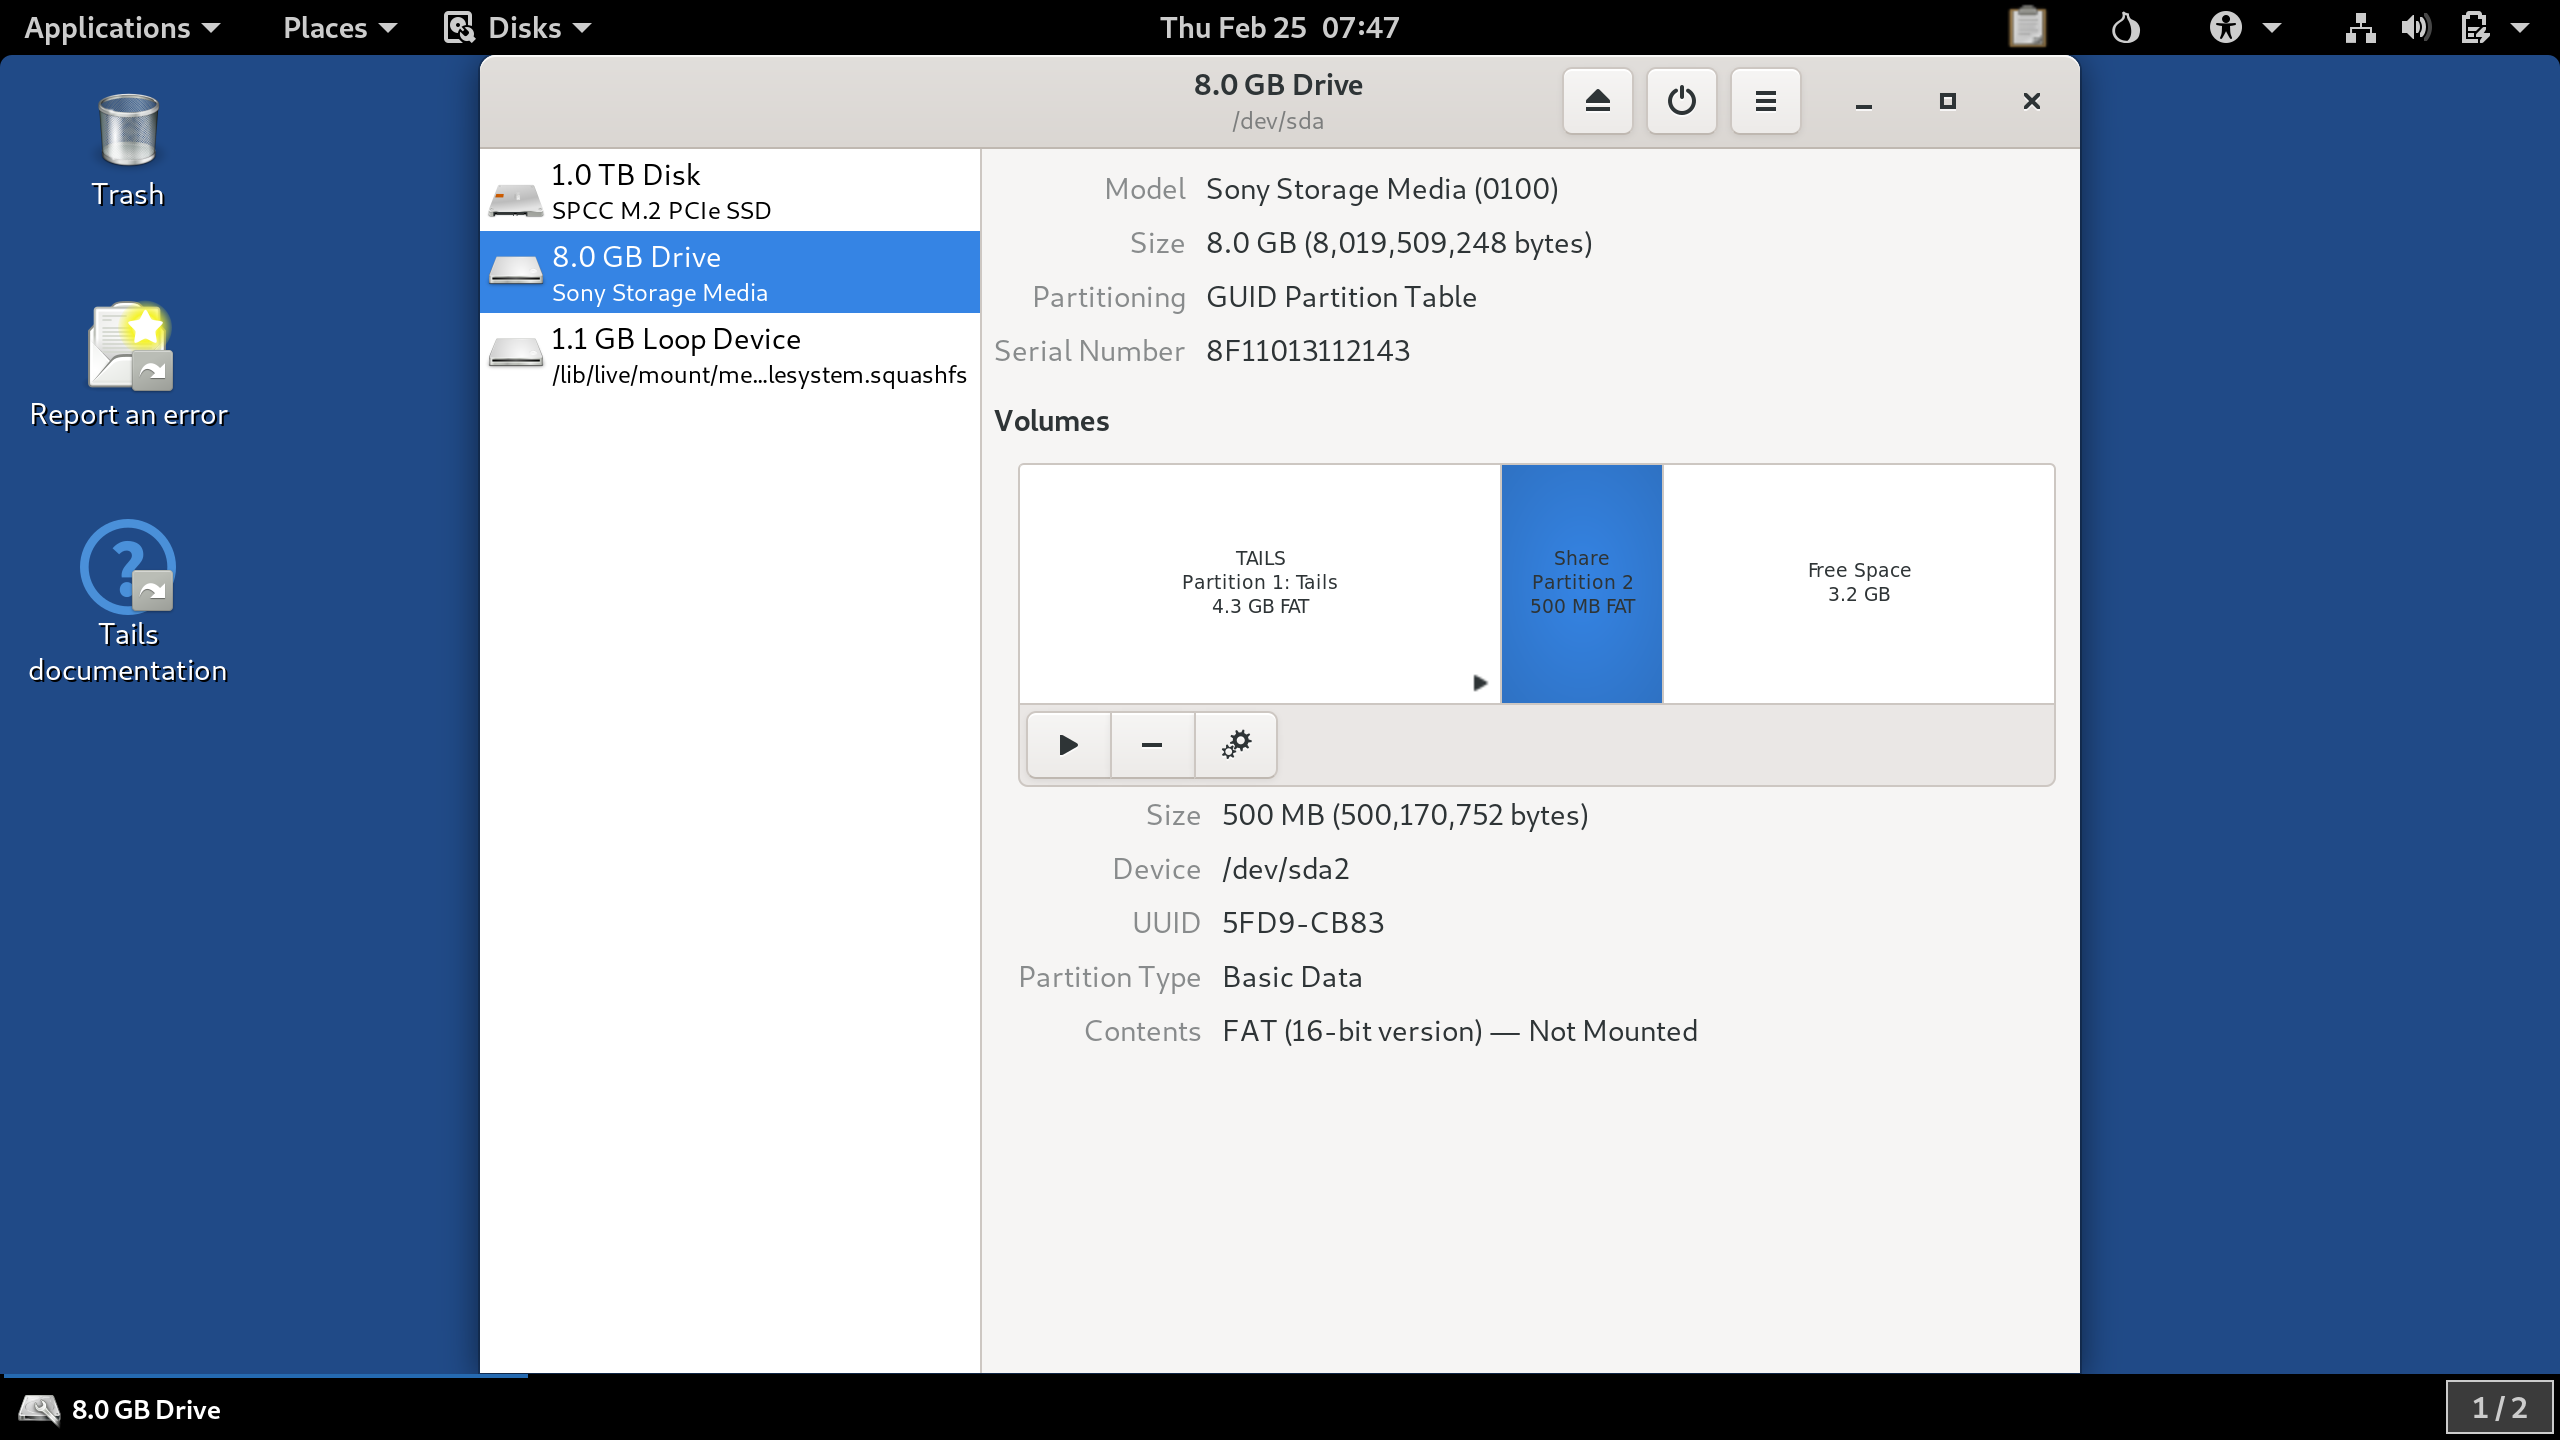 Applications
Places
Disks
Thu Feb 25 07:47
Trash
Report an error
Tails
documentation
8.0 GB Drive
/dev/sda
1.0 TB Disk
SPCC M.2 PCIe SSD
8.0 GB Drive
Sony Storage Media
1.1 GB Loop Device
/lib/live/mount/me...lesystem.squashfs
Model Sony Storage Media (0100)
Size 8.0 GB (8,019,509,248 bytes)
Partitioning GUID Partition Table
Serial Number 8F11013112143
Volumes
TAILS
Partition 1: Tails
4.3 GB FAT
Share
Partition 2
500 MB FAT
Free Space
3.2 GB
Size 500 MB (500,170,752 bytes)
Device /dev/sda2
UUID 5FD9-CB83
Partition Type Basic Data
Contents FAT (16-bit version) — Not Mounted
8.0 GB Drive
1 / 2